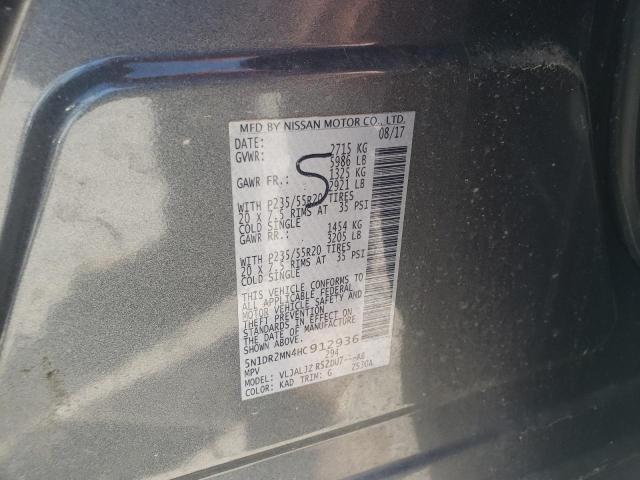 MFD BY NISSAN MOTOR CO., LTD.
DATE: 08/17
GVWR: 2715 KG
5986 LB
GAWR FR.: 1325 KG
2921 LB
S
WITH P235/55R20 TIRES
20 X 7.5 RIMS AT 35 PSI
COLD SINGLE
GAWR RR.: 1454 KG
3205 LB
WITH P235/55R20 TIRES
20 X 7.5 RIMS AT 35 PSI
COLD SINGLE
THIS VEHICLE CONFORMS TO
ALL APPLICABLE FEDERAL
MOTOR VEHICLE SAFETY AND
THEFT PREVENTION
STANDARDS IN EFFECT ON
THE DATE OF MANUFACTURE
SHOWN ABOVE.
5N1DR2MN4HC912936
MPV 294
MODEL: VLJALJZ
COLOR: KAD TRIM: G